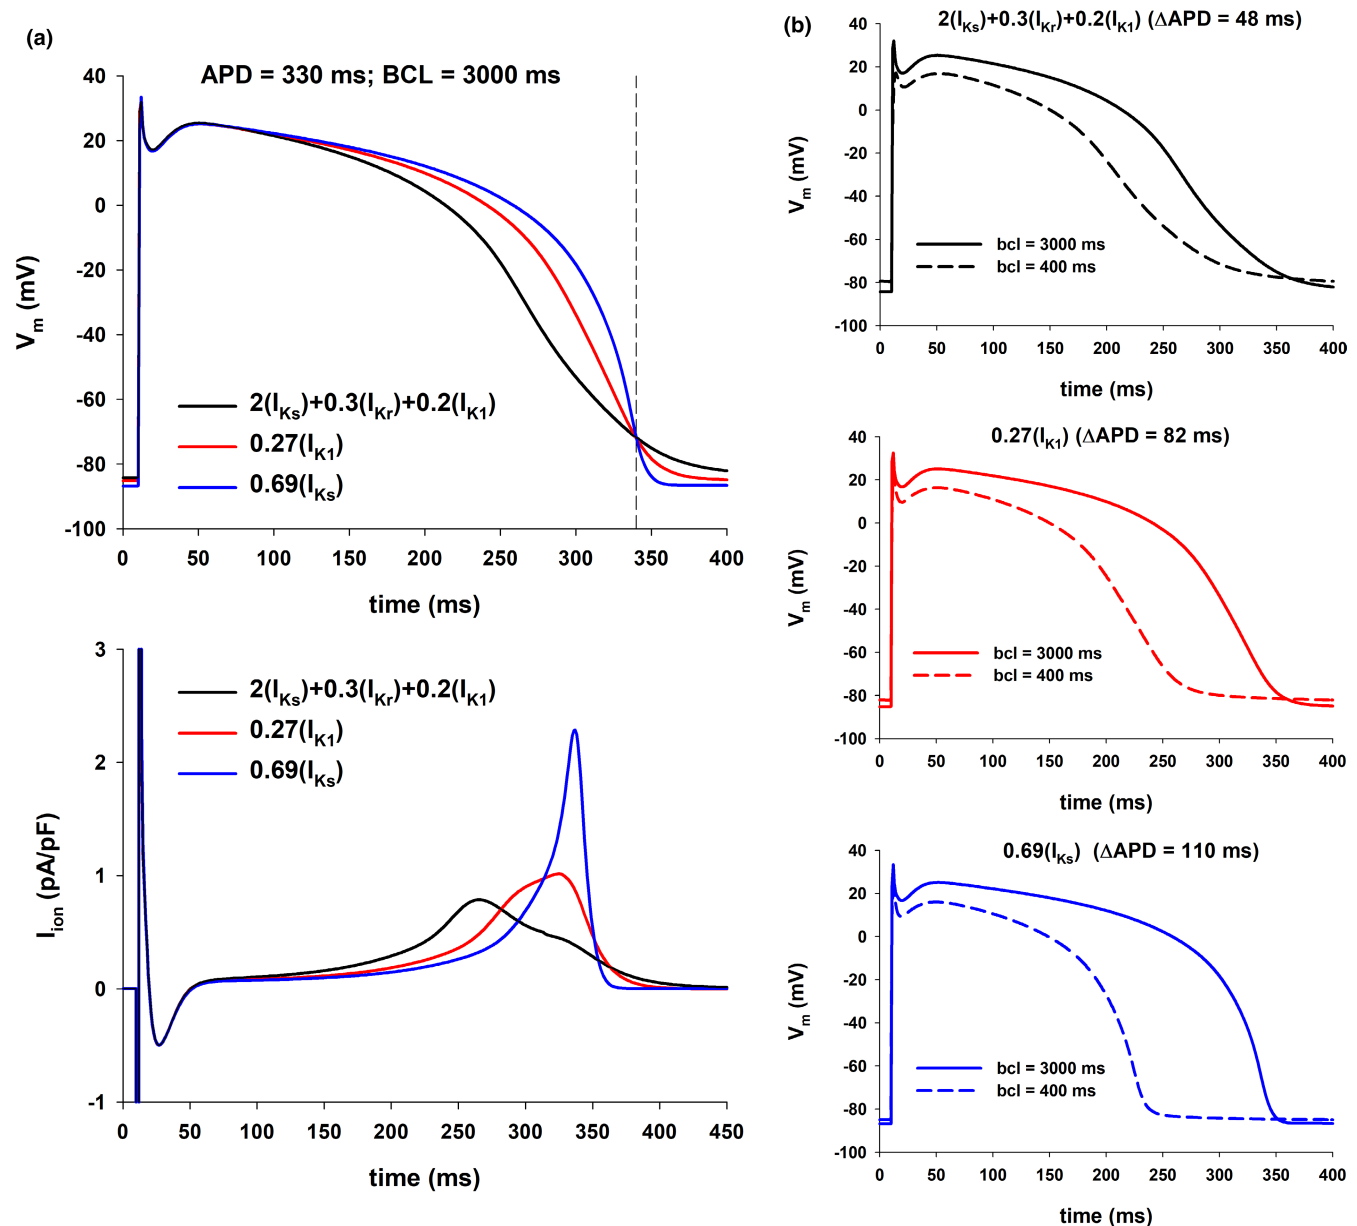 (a)
APD = 330 ms; BCL = 3000 ms
40
20
0
-20
-40
-60
-80
-100
V_m (mV)
2(I_Ks)+0.3(I_Kr)+0.2(I_K1)
0.27(I_K1)
0.69(I_Ks)
0 50 100 150 200 250 300 350 400
time (ms)
3
2
1
0
-1
I_ion (pA/pF)
2(I_Ks)+0.3(I_Kr)+0.2(I_K1)
0.27(I_K1)
0.69(I_Ks)
0 50 100 150 200 250 300 350 400 450
time (ms)
(b)
2(I_Ks)+0.3(I_Kr)+0.2(I_K1) (ΔAPD = 48 ms)
40
20
0
-20
-40
-60
-80
-100
V_m (mV)
bcl = 3000 ms
bcl = 400 ms
0 50 100 150 200 250 300 350 400
time (ms)
0.27(I_K1) (ΔAPD = 82 ms)
40
20
0
-20
-40
-60
-80
-100
V_m (mV)
bcl = 3000 ms
bcl = 400 ms
0 50 100 150 200 250 300 350 400
time (ms)
0.69(I_Ks) (ΔAPD = 110 ms)
40
20
0
-20
-40
-60
-80
-100
V_m (mV)
bcl = 3000 ms
bcl = 400 ms
0 50 100 150 200 250 300 350 400
time (ms)